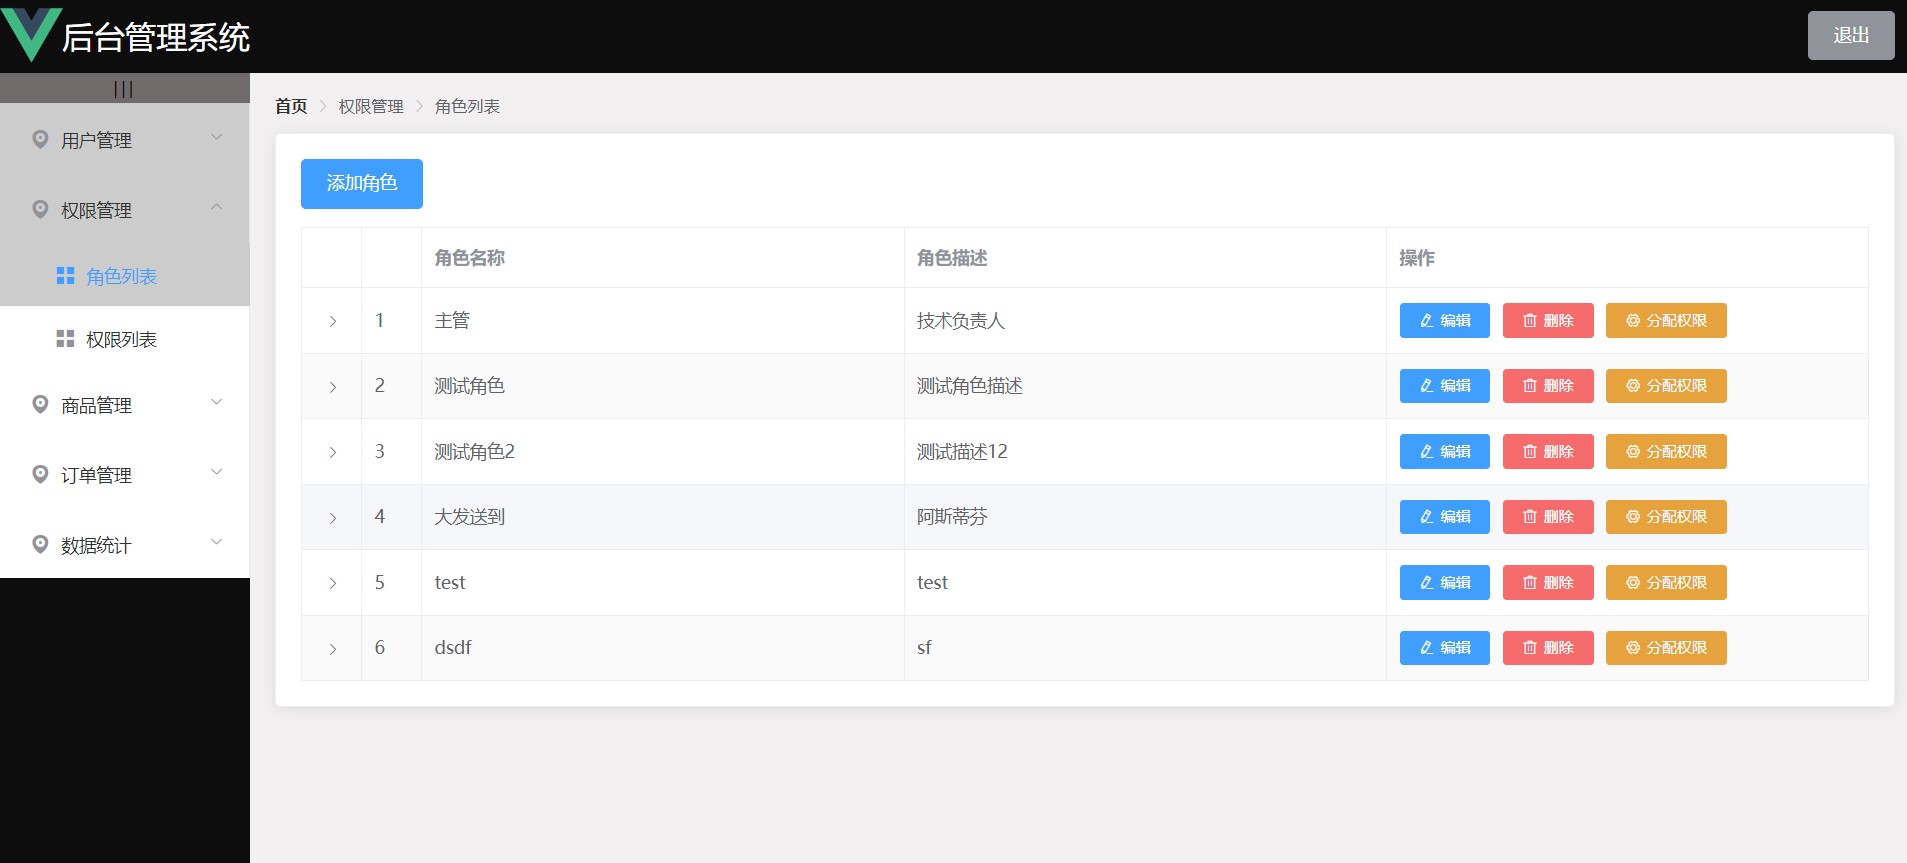 后台管理系统
退出
|||
首页 > 权限管理 > 角色列表
用户管理
权限管理
角色列表
权限列表
商品管理
订单管理
数据统计
添加角色
角色名称 角色描述 操作
1 主管 技术负责人 编辑 删除 分配权限
2 测试角色 测试角色描述 编辑 删除 分配权限
3 测试角色2 测试描述12 编辑 删除 分配权限
4 大发送到 阿斯蒂芬 编辑 删除 分配权限
5 test test 编辑 删除 分配权限
6 dsdf sf 编辑 删除 分配权限